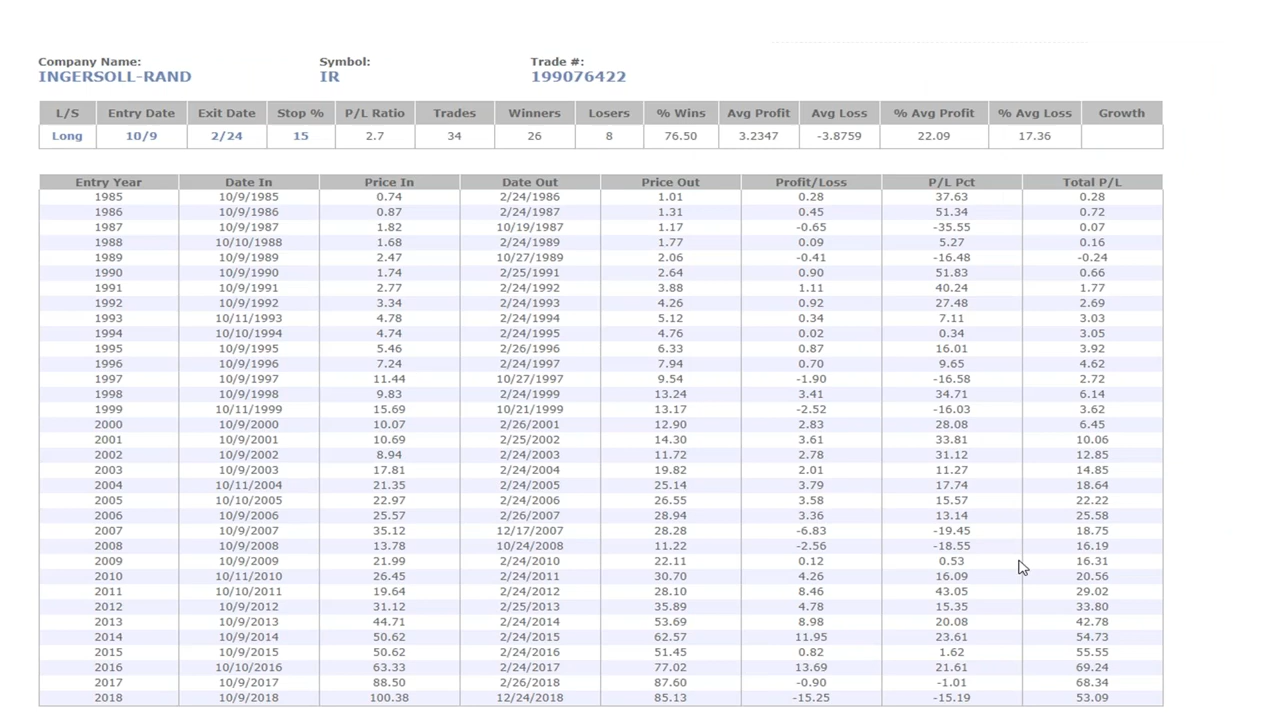 Company Name: Symbol: Trade #:
INGERSOLL-RAND IR 199076422
L/S Entry Date Exit Date Stop % P/L Ratio Trades Winners Losers % Wins Avg Profit Avg Loss % Avg Profit % Avg Loss Growth
Long 10/9 2/24 15 2.7 34 26 8 76.50 3.2347 -3.8759 22.09 17.36
Entry Year Date In Price In Date Out Price Out Profit/Loss P/L Pct Total P/L
1985 10/9/1985 0.74 2/24/1986 1.01 0.28 37.63 0.28
1986 10/9/1986 0.87 2/24/1987 1.31 0.45 51.34 0.72
1987 10/9/1987 1.82 10/19/1987 1.17 -0.65 -35.55 0.07
1988 10/10/1988 1.68 2/24/1989 1.77 0.09 5.27 0.16
1989 10/9/1989 2.47 10/27/1989 2.06 -0.41 -16.48 -0.24
1990 10/9/1990 1.74 2/25/1991 2.64 0.90 51.83 0.66
1991 10/9/1991 2.77 2/24/1992 3.88 1.11 40.24 1.77
1992 10/9/1992 3.34 2/24/1993 4.26 0.92 27.48 2.69
1993 10/11/1993 4.78 2/24/1994 5.12 0.34 7.11 3.03
1994 10/10/1994 4.74 2/24/1995 4.76 0.02 0.34 3.05
1995 10/9/1995 5.46 2/26/1996 6.33 0.87 16.01 3.92
1996 10/9/1996 7.24 2/24/1997 7.94 0.70 9.65 4.62
1997 10/9/1997 11.44 10/27/1997 9.54 -1.90 -16.58 2.72
1998 10/9/1998 9.83 2/24/1999 13.24 3.41 34.71 6.14
1999 10/11/1999 15.69 10/21/1999 13.17 -2.52 -16.03 3.62
2000 10/9/2000 10.07 2/26/2001 12.90 2.83 28.08 6.45
2001 10/9/2001 10.69 2/25/2002 14.30 3.61 33.81 10.06
2002 10/9/2002 8.94 2/24/2003 11.72 2.78 31.12 12.85
2003 10/9/2003 17.81 2/24/2004 19.82 2.01 11.27 14.85
2004 10/11/2004 21.35 2/24/2005 25.14 3.79 17.74 18.64
2005 10/10/2005 22.97 2/24/2006 26.55 3.58 15.57 22.22
2006 10/9/2006 25.57 2/26/2007 28.94 3.36 13.14 25.58
2007 10/9/2007 35.12 12/17/2007 28.28 -6.83 -19.45 18.75
2008 10/9/2008 13.78 10/24/2008 11.22 -2.56 -18.55 16.19
2009 10/9/2009 21.99 2/24/2010 22.11 0.12 0.53 16.31
2010 10/11/2010 26.45 2/24/2011 30.70 4.26 16.09 20.56
2011 10/10/2011 19.64 2/24/2012 28.10 8.46 43.05 29.02
2012 10/9/2012 31.12 2/25/2013 35.89 4.78 15.35 33.80
2013 10/9/2013 44.71 2/24/2014 53.69 8.98 20.08 42.78
2014 10/9/2014 50.62 2/24/2015 62.57 11.95 23.61 54.73
2015 10/9/2015 50.62 2/24/2016 51.45 0.82 1.62 55.55
2016 10/10/2016 63.33 2/24/2017 77.02 13.69 21.61 69.24
2017 10/9/2017 88.50 2/26/2018 87.60 -0.90 -1.01 68.34
2018 10/9/2018 100.38 12/24/2018 85.13 -15.25 -15.19 53.09